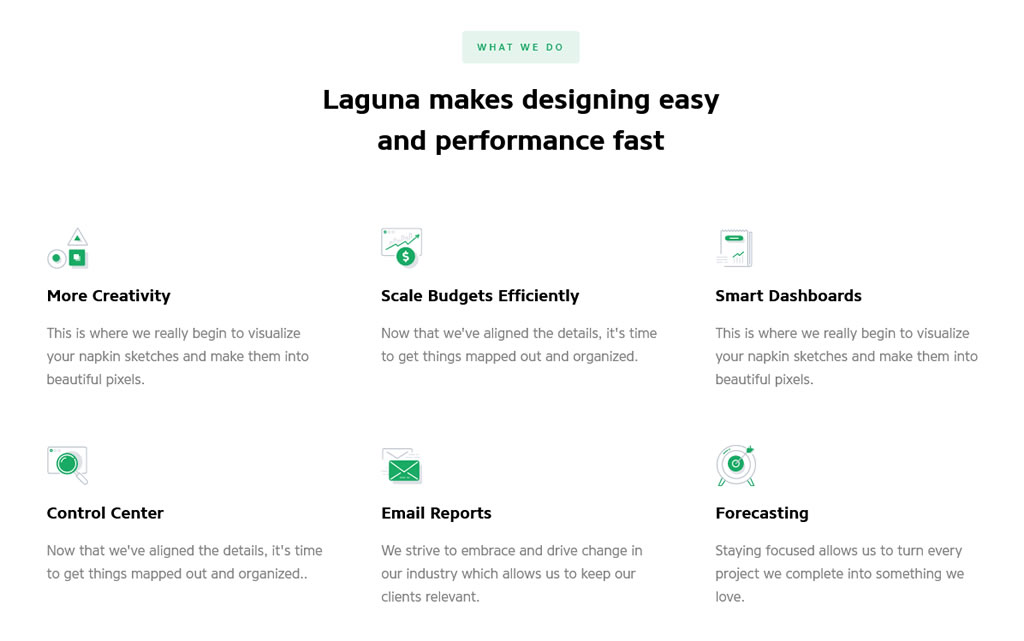 WHAT WE DO
Laguna makes designing easy
and performance fast
More Creativity
This is where we really begin to visualize
your napkin sketches and make them into
beautiful pixels.
Scale Budgets Efficiently
Now that we've aligned the details, it's time
to get things mapped out and organized.
Smart Dashboards
This is where we really begin to visualize
your napkin sketches and make them into
beautiful pixels.
Control Center
Now that we've aligned the details, it's time
to get things mapped out and organized..
Email Reports
We strive to embrace and drive change in
our industry which allows us to keep our
clients relevant.
Forecasting
Staying focused allows us to turn every
project we complete into something we
love.